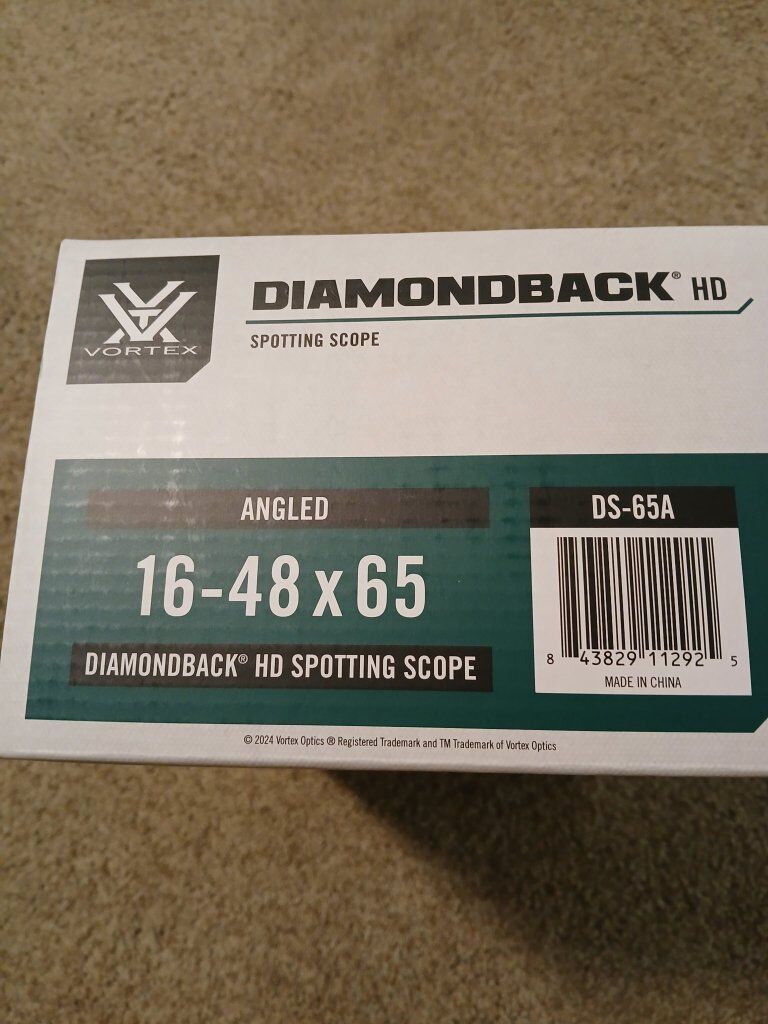 VORTEX
DIAMONDBACK® HD
SPOTTING SCOPE
ANGLED
16-48 x 65
DIAMONDBACK® HD SPOTTING SCOPE
DS-65A
8 43829 11292 5
MADE IN CHINA
© 2024 Vortex Optics ® Registered Trademark and TM Trademark of Vortex Optics